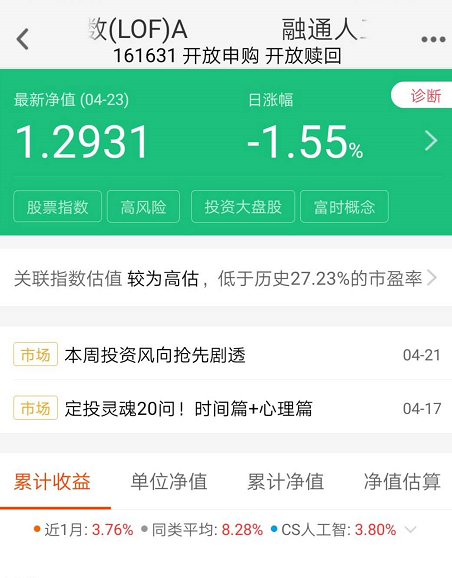 数(LOF)A 融通人工
161631 开放申购 开放赎回
最新净值 (04-23) 日涨幅 诊断
1.2931 -1.55%
股票指数 高风险 投资大盘股 富时概念
关联指数估值 较为高估，低于历史27.23%的市盈率
市场 本周投资风向抢先剧透 04-21
市场 定投灵魂20问！时间篇+心理篇 04-17
累计收益 单位净值 累计净值 净值估算
近1月: 3.76% 同类平均: 8.28% CS人工智: 3.80%